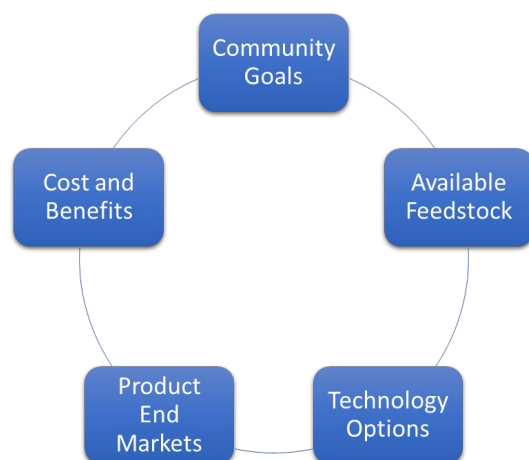 Community
Goals
Available
Feedstock
Technology
Options
Product
End
Markets
Cost and
Benefits